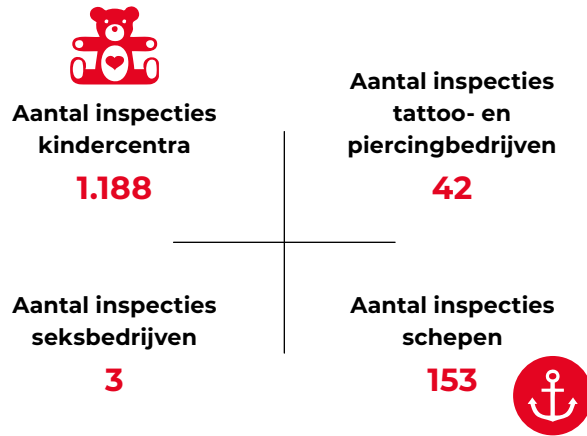 Aantal inspecties
kindercentra
1.188
Aantal inspecties
tattoo- en
piercingbedrijven
42
Aantal inspecties
seksbedrijven
3
Aantal inspecties
schepen
153